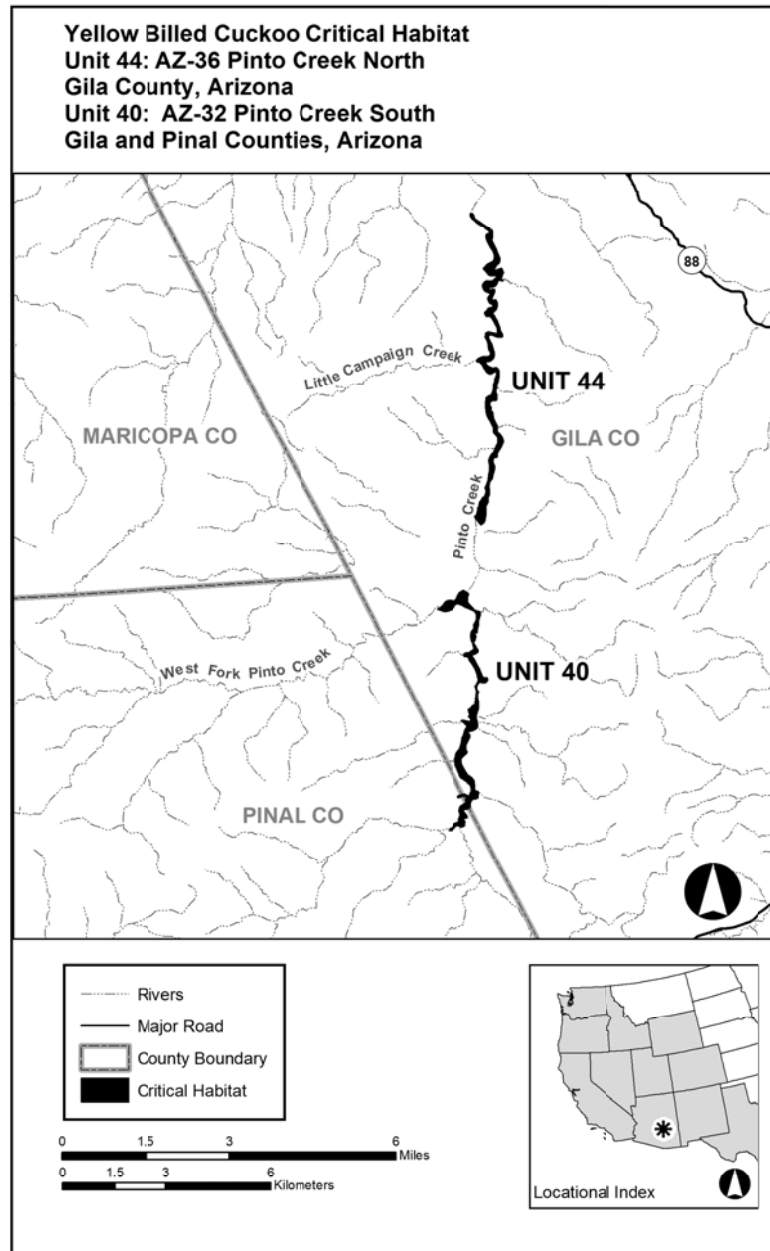 Yellow Billed Cuckoo Critical Habitat
Unit 44: AZ-36 Pinto Creek North
Gila County, Arizona
Unit 40:  AZ-32 Pinto Creek South
Gila and Pinal Counties, Arizona
88
Little Campaign Creek
UNIT 44
MARICOPA CO
GILA CO
Pinto Creek
West Fork Pinto Creek
UNIT 40
PINAL CO
Rivers
Major Road
County Boundary
Critical Habitat
0 1.5 3 6
Miles
0 1.5 3 6
Kilometers
Locational Index